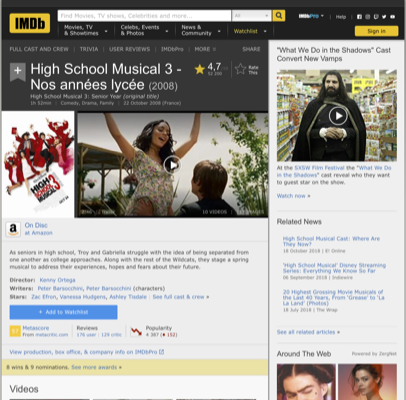 IMDb
Find Movies, TV shows, Celebrities and more...
All
IMDbPro
Help
Movies, TV
& Showtimes
Celebs, Events
& Photos
News &
Community
Watchlist
Sign in
FULL CAST AND CREW | TRIVIA | USER REVIEWS | IMDbPro | MORE
SHARE
High School Musical 3 -
Nos années lycée (2008)
High School Musical 3: Senior Year (original title)
1h 52min | Comedy, Drama, Family | 22 October 2008 (France)
4,7
Rate
This
On Disc
at Amazon
As seniors in high school, Troy and Gabriella struggle with the idea of being separated from
one another as college approaches. Along with the rest of the Wildcats, they stage a spring
musical to address their experiences, hopes and fears about their future.
Director: Kenny Ortega
Writers: Peter Barsocchini, Peter Barsocchini (characters)
Stars: Zac Efron, Vanessa Hudgens, Ashley Tisdale | See full cast & crew »
+ Add to Watchlist
57
Metascore
From metacritic.com
Reviews
178 user | 129 critic
Popularity
4 387 ( 152)
View production, box office, & company info on IMDbPro
8 wins & 9 nominations. See more awards »
Videos
"What We Do in the Shadows" Cast
Convert New Vamps
At the SXSW Film Festival the "What We Do
in the Shadows" cast reveal who they want
to guest star on the show.
Watch now »
Related News
High School Musical Cast: Where Are
They Now?
18 October 2018 | E! Online
'High School Musical' Disney Streaming
Series: Everything We Know So Far
06 September 2018 | Indiewire
20 Highest Grossing Movie Musicals of
the Last 40 Years, From 'Grease' to 'La
La Land' (Photos)
18 July 2018 | The Wrap
See all related articles »
Around The Web
Powered by ZergNet